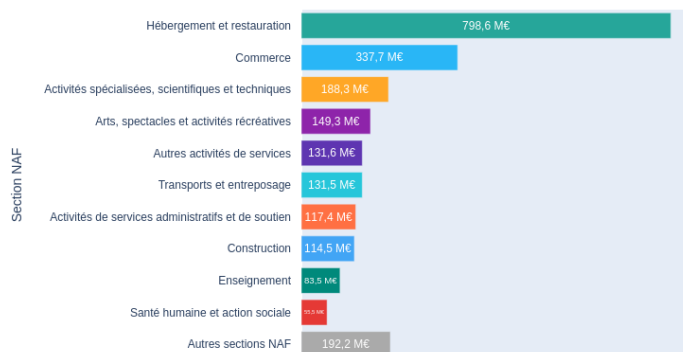 Hébergement et restauration
798,6 M€
Commerce
337,7 M€
Activités spécialisées, scientifiques et techniques
188,3 M€
Arts, spectacles et activités récréatives
149,3 M€
Autres activités de services
131,6 M€
Transports et entreposage
131,5 M€
Section NAF
Activités de services administratifs et de soutien
117,4 M€
Construction
114,5 M€
Enseignement
83,5 M€
Santé humaine et action sociale
55,5 M€
Autres sections NAF
192,2 M€